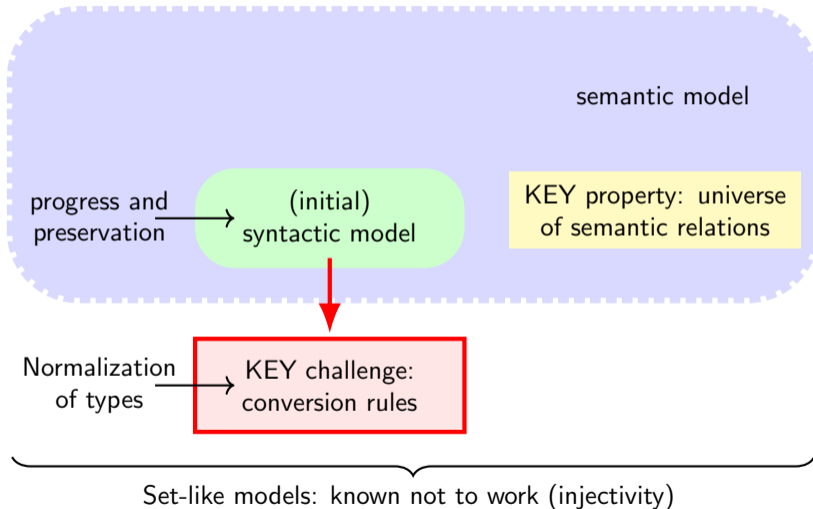 semantic model
progress and
preservation
(initial)
syntactic model
KEY property: universe
of semantic relations
Normalization
of types
KEY challenge:
conversion rules
Set-like models: known not to work (injectivity)